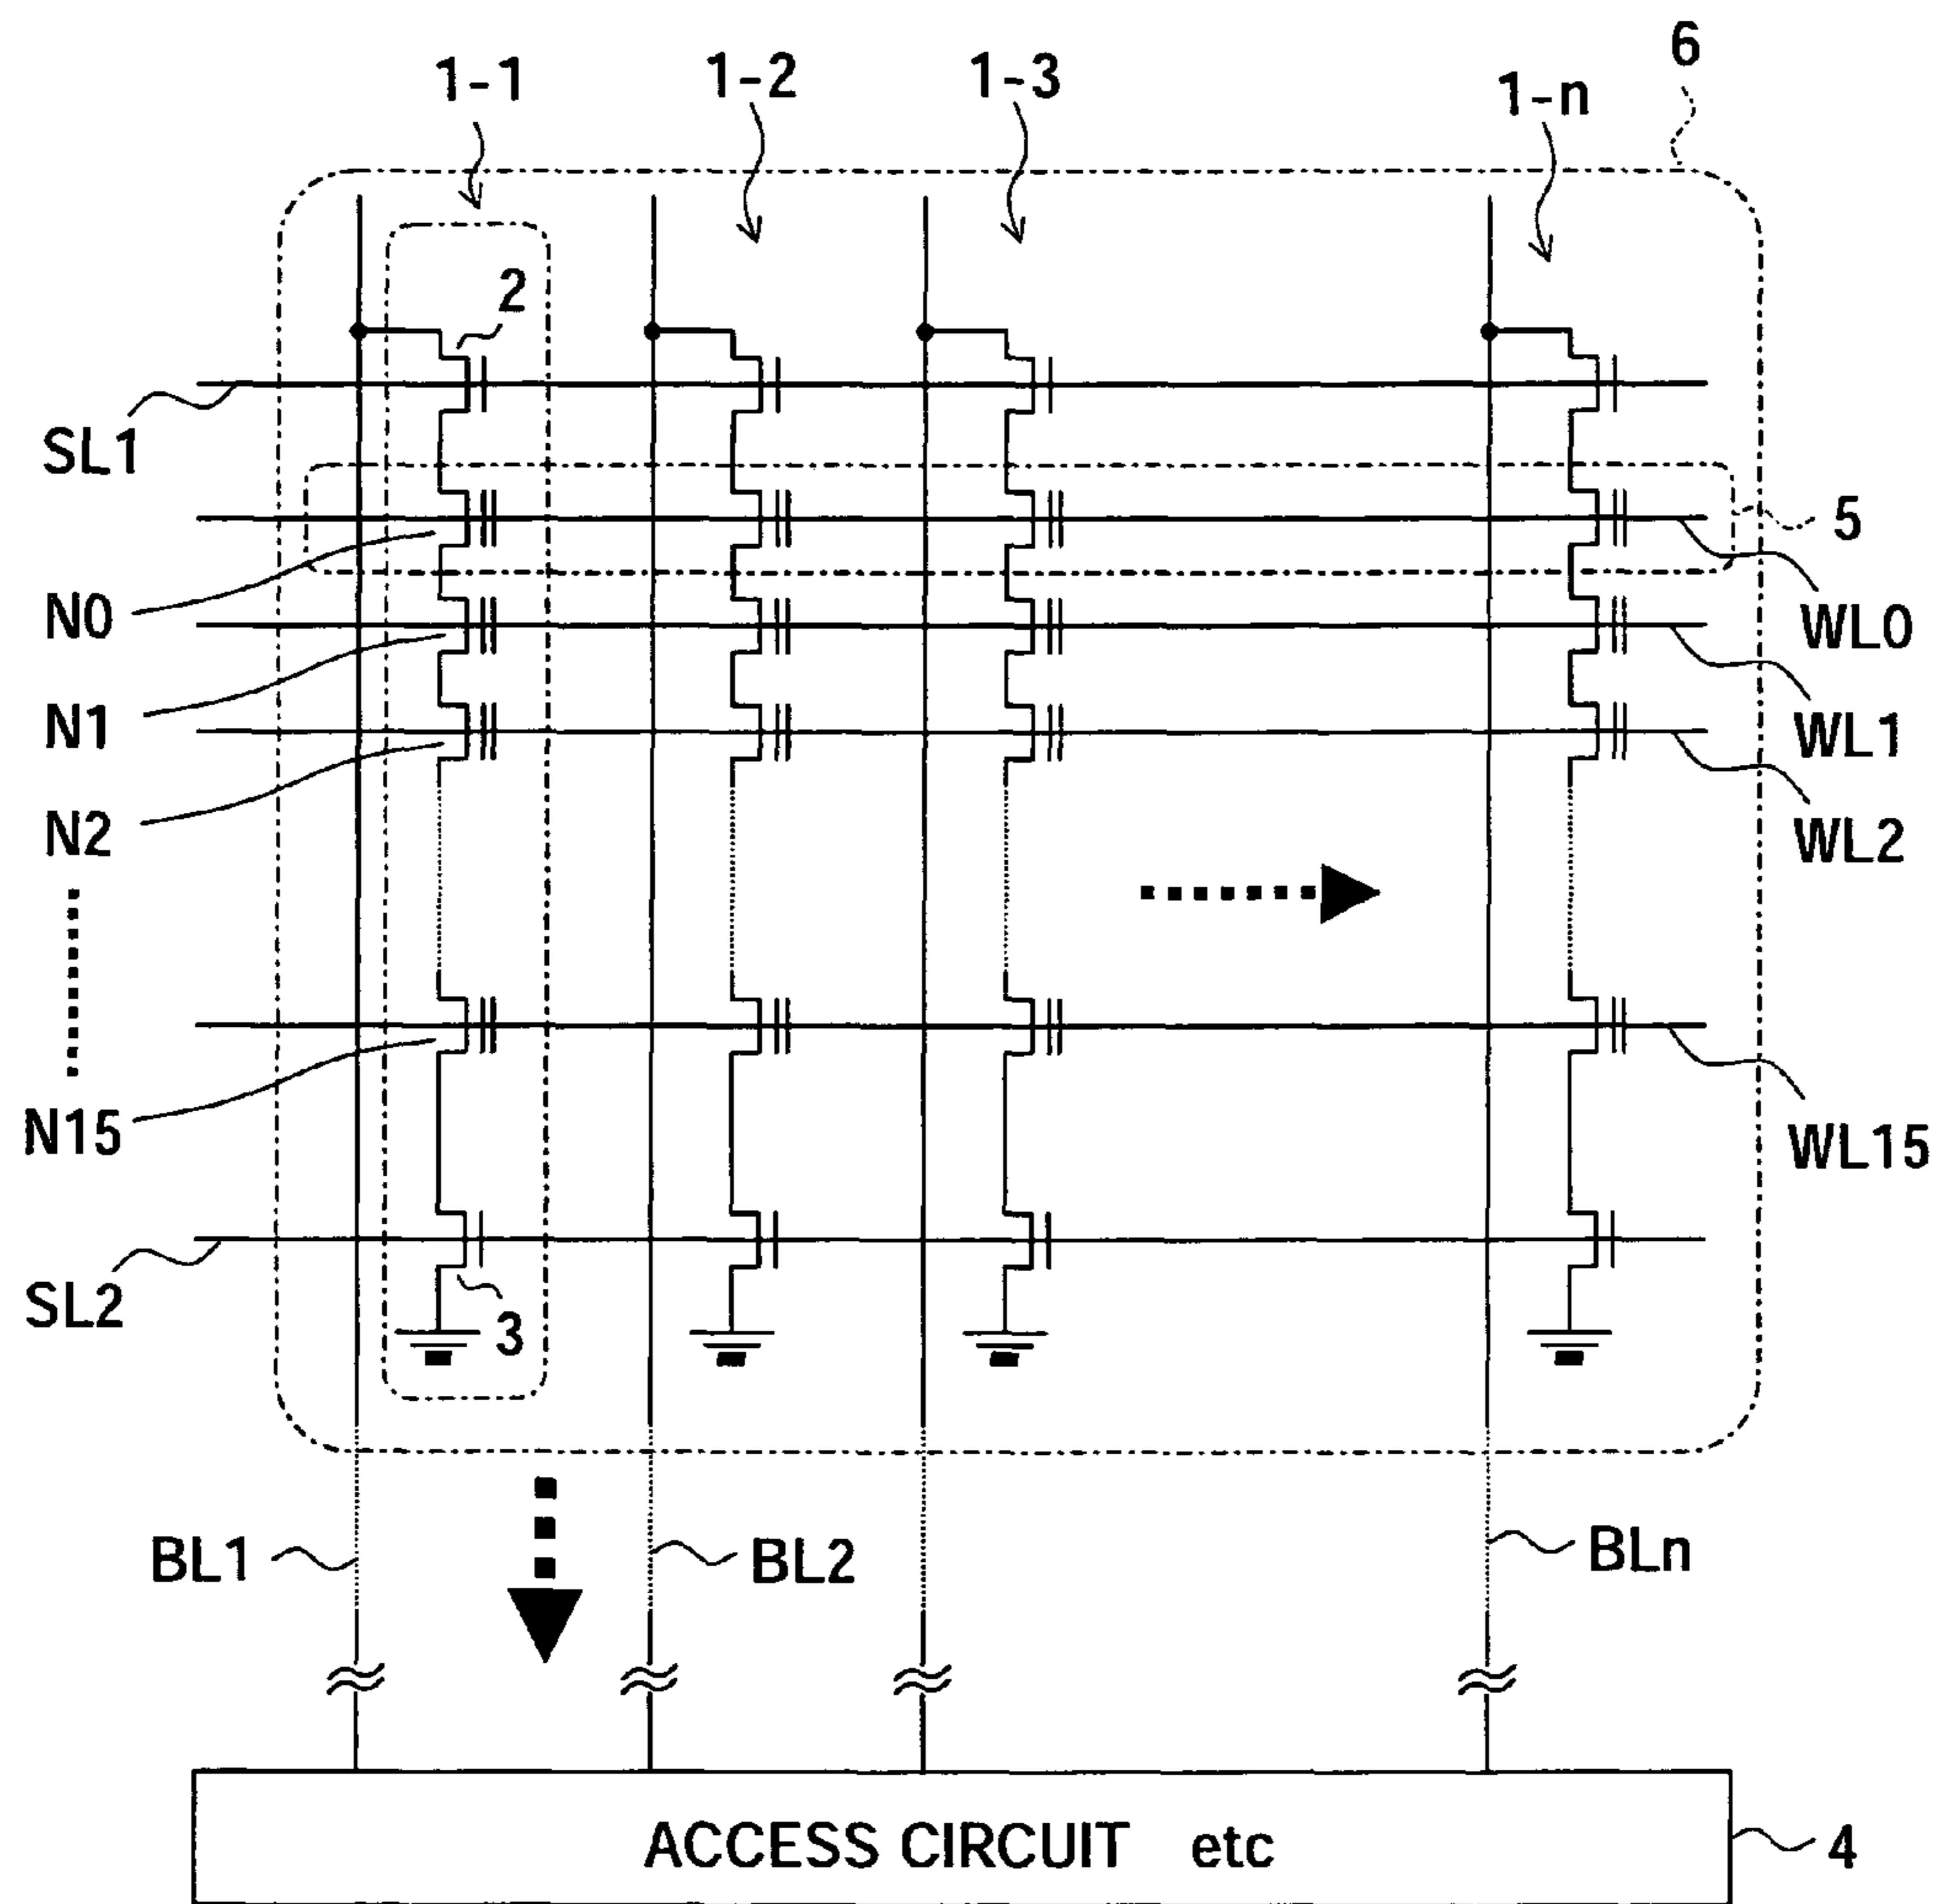 6
1-1
1-2
1-3
1-n
2
SL1
5
N0
WL0
N1
WL1
N2
WL2
N15
WL15
SL2
3
BL1
BL2
BLn
ACCESS CIRCUIT etc
4